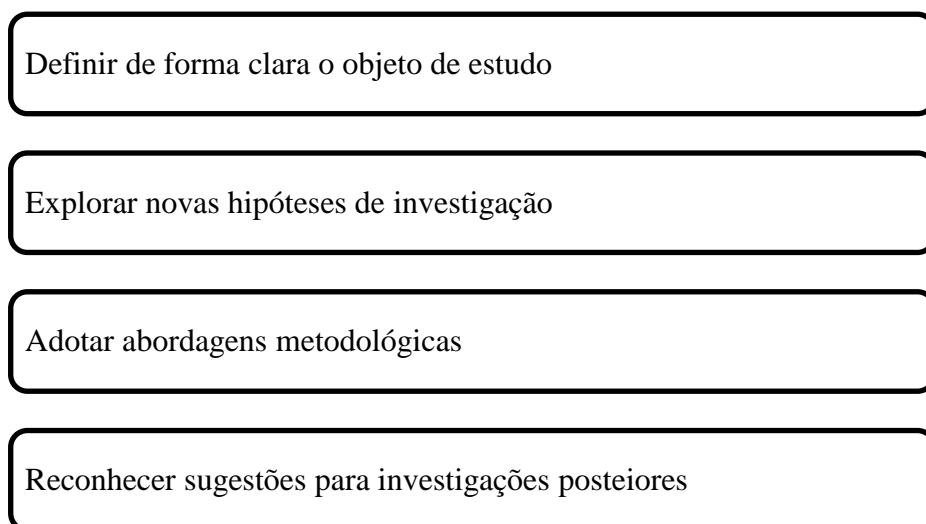 Definir de forma clara o objeto de estudo
Explorar novas hipóteses de investigação
Adotar abordagens metodológicas
Reconhecer sugestões para investigações posteiores